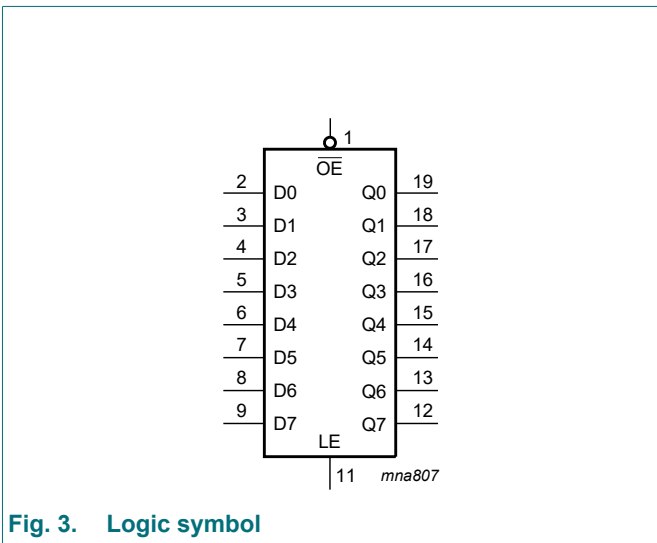 1
O̅E̅
2 D0 Q0 19
3 D1 Q1 18
4 D2 Q2 17
5 D3 Q3 16
6 D4 Q4 15
7 D5 Q5 14
8 D6 Q6 13
9 D7 Q7 12
LE
11 mna807
Fig. 3. Logic symbol